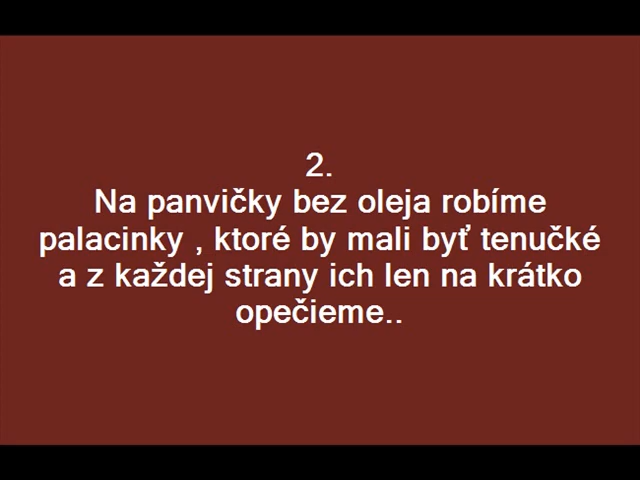 2.
Na panvičky bez oleja robíme
palacinky , ktoré by mali byť tenučké
a z každej strany ich len na krátko
opečieme..